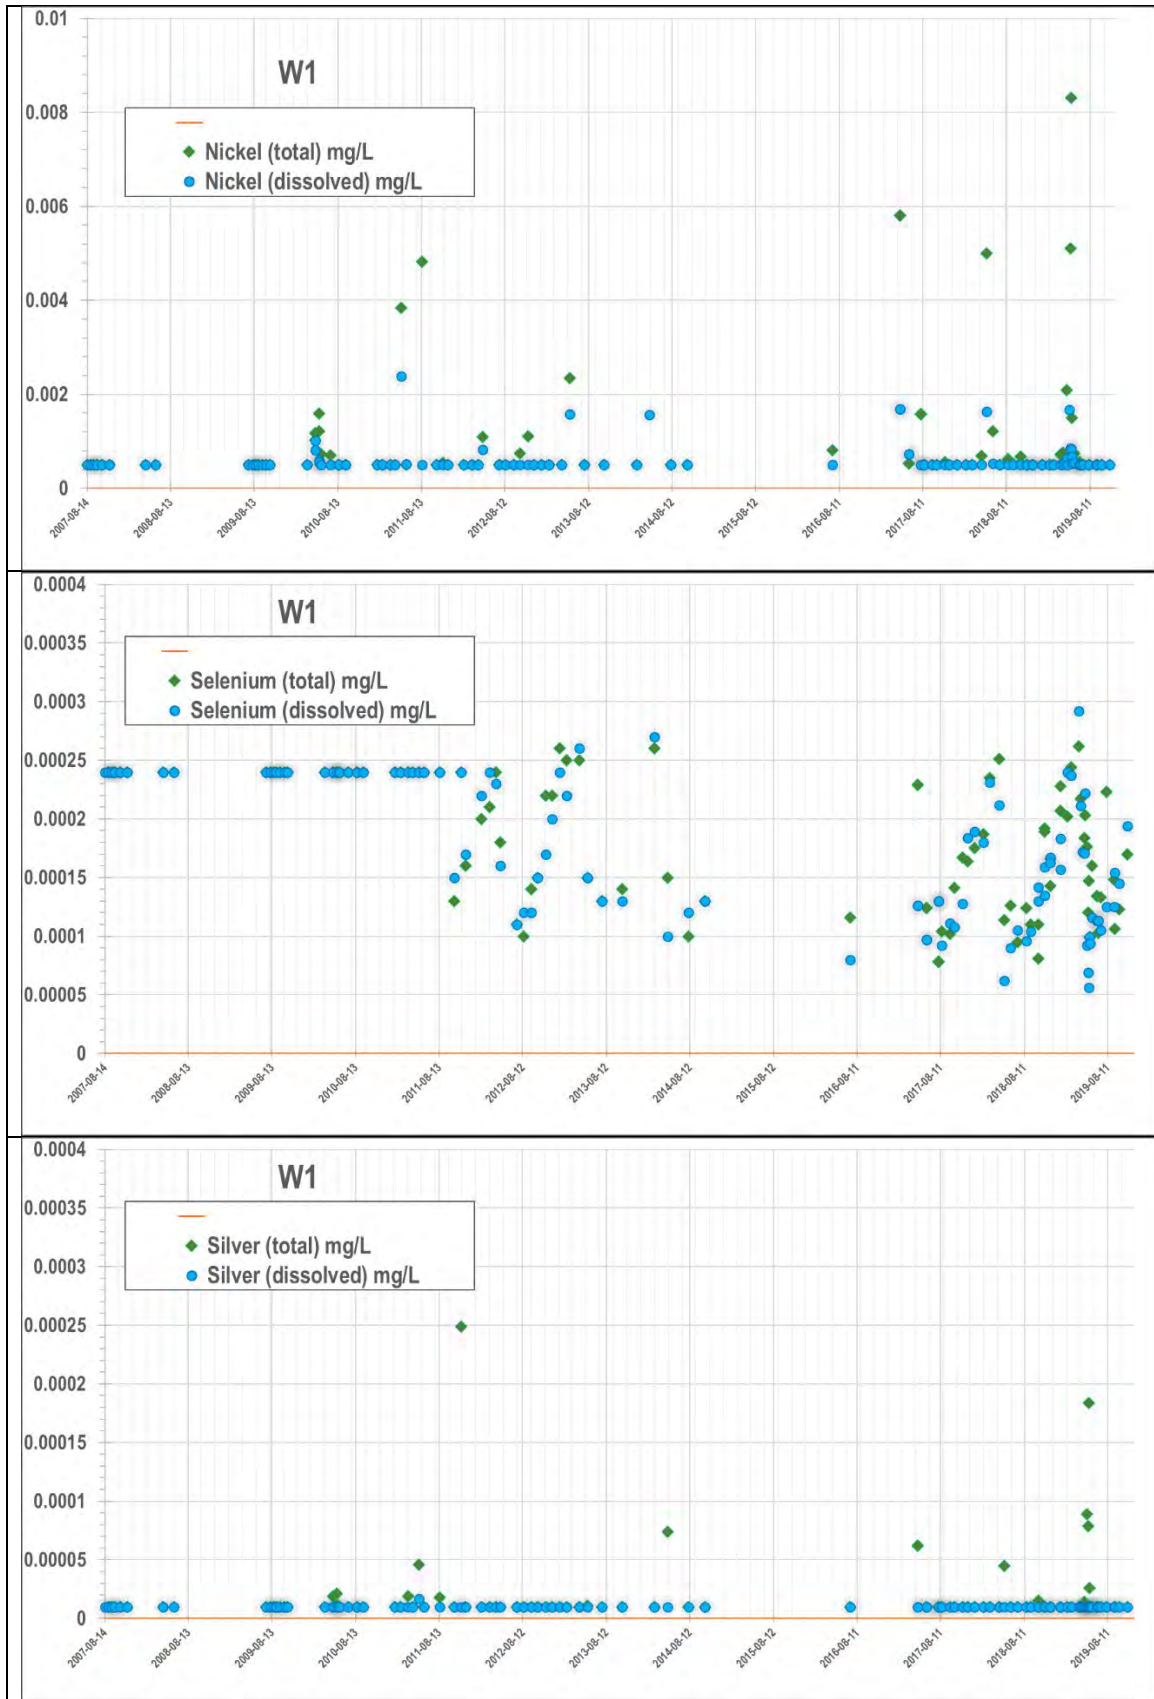 0.01
W1
0.008
Nickel (total) mg/L
Nickel (dissolved) mg/L
0.006
0.004
0.002
0
2007-08-14 2008-08-13 2009-08-13 2010-08-13 2011-08-13 2012-08-12 2013-08-12 2014-08-12 2015-08-12 2016-08-11 2017-08-11 2018-08-11 2019-08-11
0.0004
W1
0.00035
Selenium (total) mg/L
Selenium (dissolved) mg/L
0.0003
0.00025
0.0002
0.00015
0.0001
0.00005
0
2007-08-14 2008-08-13 2009-08-13 2010-08-13 2011-08-13 2012-08-12 2013-08-12 2014-08-12 2015-08-12 2016-08-11 2017-08-11 2018-08-11 2019-08-11
0.0004
W1
0.00035
Silver (total) mg/L
Silver (dissolved) mg/L
0.0003
0.00025
0.0002
0.00015
0.0001
0.00005
0
2007-08-14 2008-08-13 2009-08-13 2010-08-13 2011-08-13 2012-08-12 2013-08-12 2014-08-12 2015-08-12 2016-08-11 2017-08-11 2018-08-11 2019-08-11